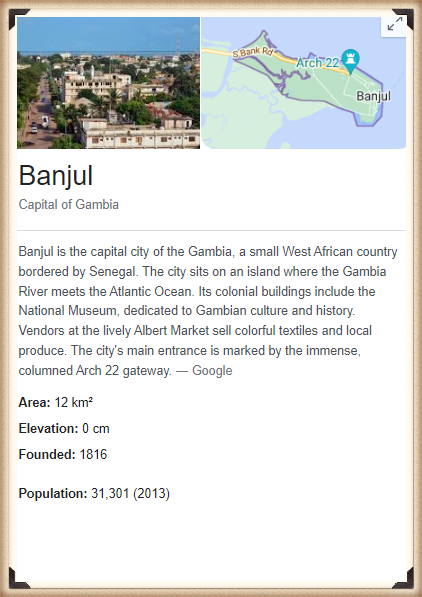 S Bank Rd
Arch 22
Banjul
Banjul
Capital of Gambia
Banjul is the capital city of the Gambia, a small West African country
bordered by Senegal. The city sits on an island where the Gambia
River meets the Atlantic Ocean. Its colonial buildings include the
National Museum, dedicated to Gambian culture and history.
Vendors at the lively Albert Market sell colorful textiles and local
produce. The city's main entrance is marked by the immense,
columned Arch 22 gateway. — Google
Area: 12 km²
Elevation: 0 cm
Founded: 1816
Population: 31,301 (2013)